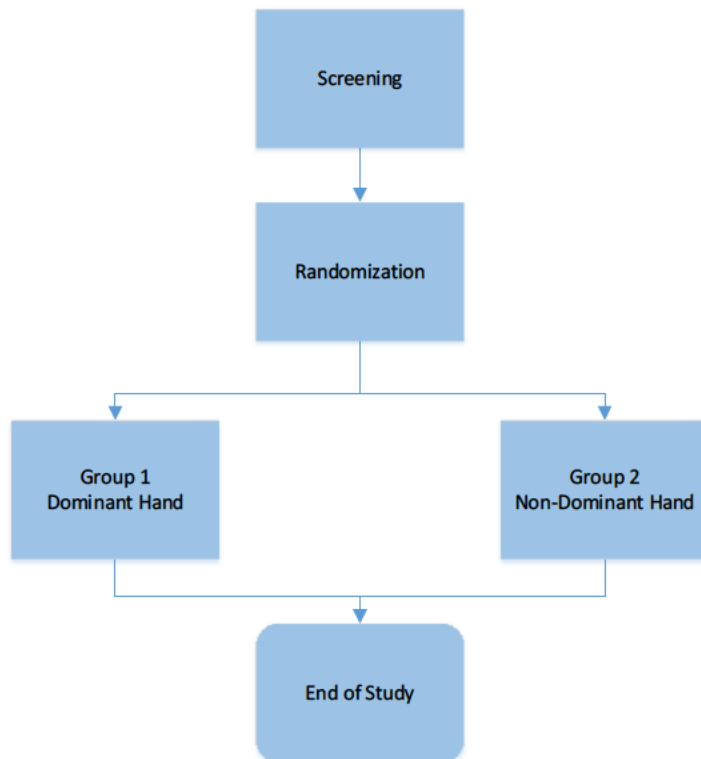 Screening
Randomization
Group 1
Dominant Hand
Group 2
Non-Dominant Hand
End of Study